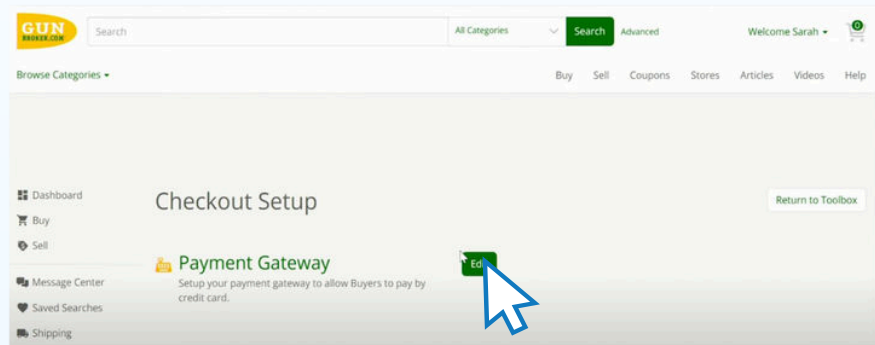 GUN
BROKER.COM
Search
All Categories
Search
Advanced
Welcome Sarah
0
Browse Categories
Buy
Sell
Coupons
Stores
Articles
Videos
Help
Dashboard
Checkout Setup
Return to Toolbox
Buy
Sell
Payment Gateway
Setup your payment gateway to allow Buyers to pay by
credit card.
Message Center
Saved Searches
Shipping